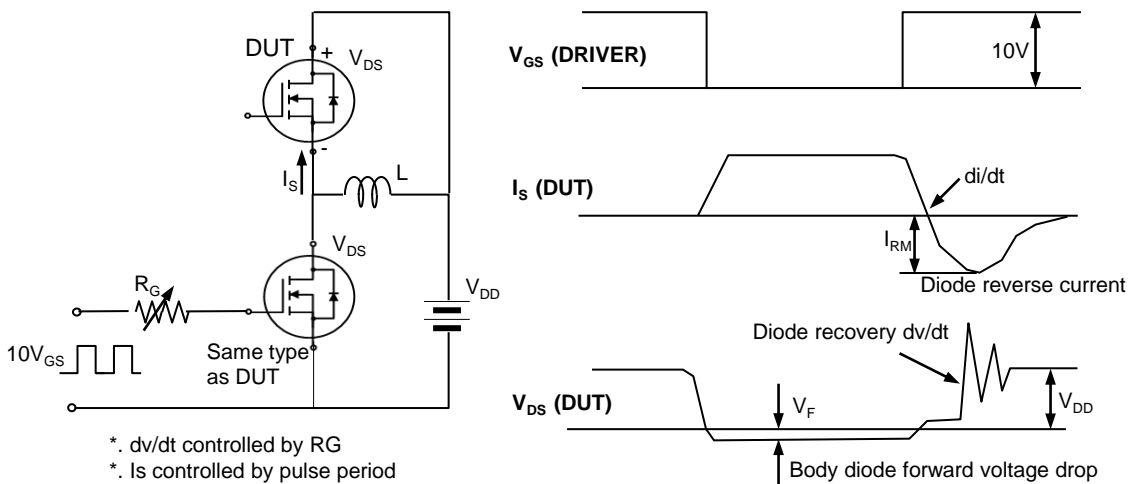 DUT
+
V_DS
-
I_S
L
V_DS
R_G
V_DD
10V_GS
Same type
as DUT
*. dv/dt controlled by RG
*. Is controlled by pulse period
V_GS (DRIVER)
10V
I_S (DUT)
di/dt
I_RM
Diode reverse current
Diode recovery dv/dt
V_DS (DUT)
V_F
V_DD
Body diode forward voltage drop